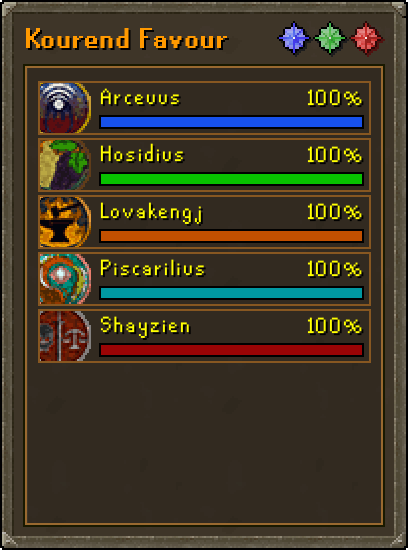 Kourend Favour
Arceuus 100%
Hosidius 100%
Lovakengj 100%
Piscarilius 100%
Shayzien 100%